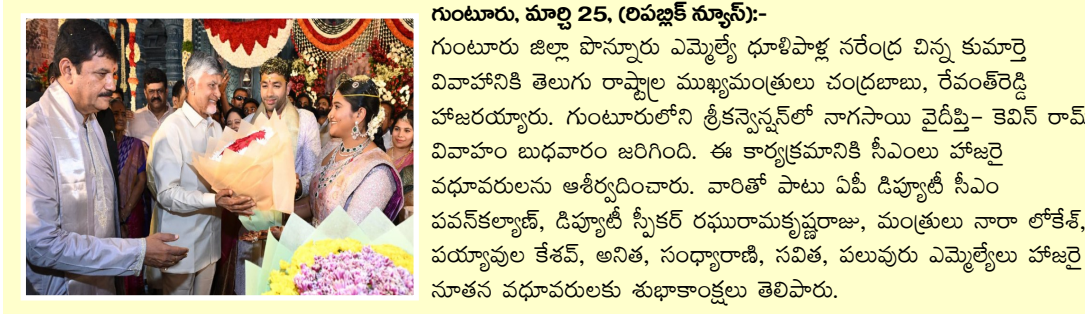 గుంటూరు, మార్చి 25, (రిపబ్లిక్ న్యూస్):-
గుంటూరు జిల్లా పొన్నూరు ఎమ్మెల్యే ధూళిపాళ్ల నరేంద్ర చిన్న కుమార్తె
వివాహానికి తెలుగు రాష్ట్రాల ముఖ్యమంత్రులు చంద్రబాబు, రేవంత్‌రెడ్డి
హాజరయ్యారు. గుంటూరులోని శ్రీకన్వెన్షన్‌లో నాగసాయి వైదీప్తి– కెవిన్ రామ్
వివాహం బుధవారం జరిగింది. ఈ కార్యక్రమానికి సీఎంలు హాజరై
వధూవరులను ఆశీర్వదించారు. వారితో పాటు ఏపీ డిప్యూటీ సీఎం
పవన్‌కల్యాణ్, డిప్యూటీ స్పీకర్ రఘురామకృష్ణరాజు, మంత్రులు నారా లోకేశ్,
పయ్యావుల కేశవ్, అనిత, సంధ్యారాణి, సవిత, పలువురు ఎమ్మెల్యేలు హాజరై
నూతన వధూవరులకు శుభాకాంక్షలు తెలిపారు.